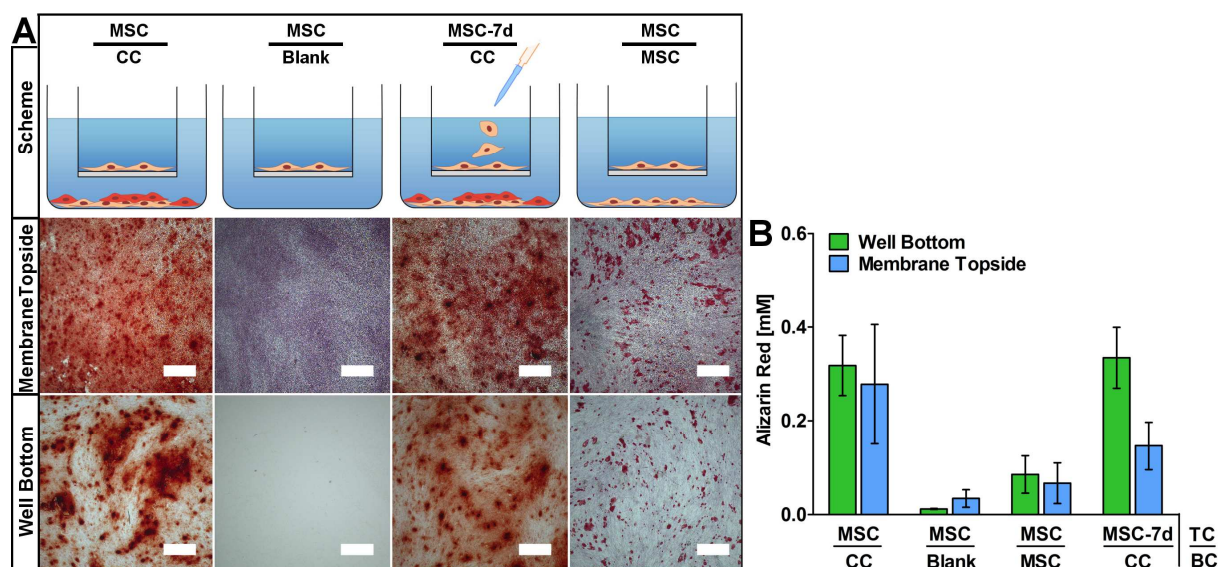 A
MSC MSC MSC-7d MSC
CC Blank CC MSC
Scheme
MembraneTopside
Well Bottom
B
Well Bottom
Membrane Topside
Alizarin Red [mM]
0.6
0.4
0.2
0.0
MSC MSC MSC MSC-7d TC
CC Blank MSC CC BC